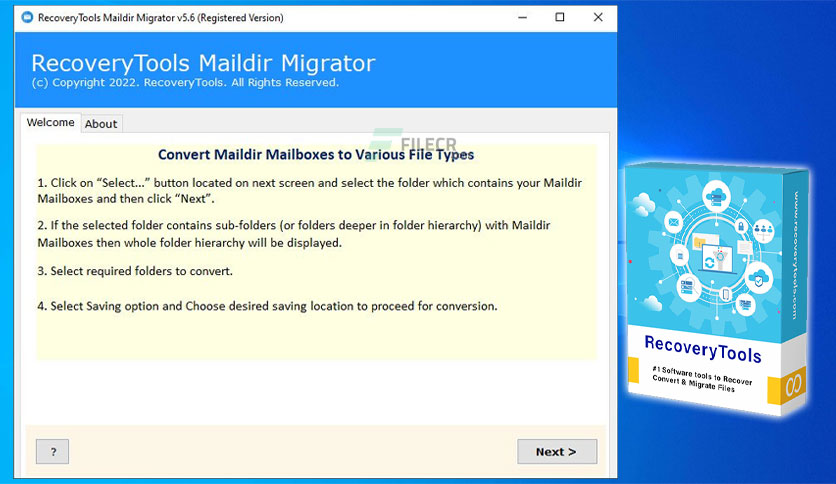 RecoveryTools Maildir Migrator v5.6 (Registered Version)
RecoveryTools Maildir Migrator
(c) Copyright 2022. RecoveryTools. All Rights Reserved.
Welcome
About
FILECR
Convert Maildir Mailboxes to Various File Types
1. Click on “Select...” button located on next screen and select the folder which contains your Maildir
Mailboxes and then click “Next”.
2. If the selected folder contains sub-folders (or folders deeper in folder hierarchy) with Maildir
Mailboxes then whole folder hierarchy will be displayed.
3. Select required folders to convert.
4. Select Saving option and Choose desired saving location to proceed for conversion.
?
Next >
www.recoverytools.com
RecoveryTools
#1 Software tools to Recover
Convert & Migrate Files